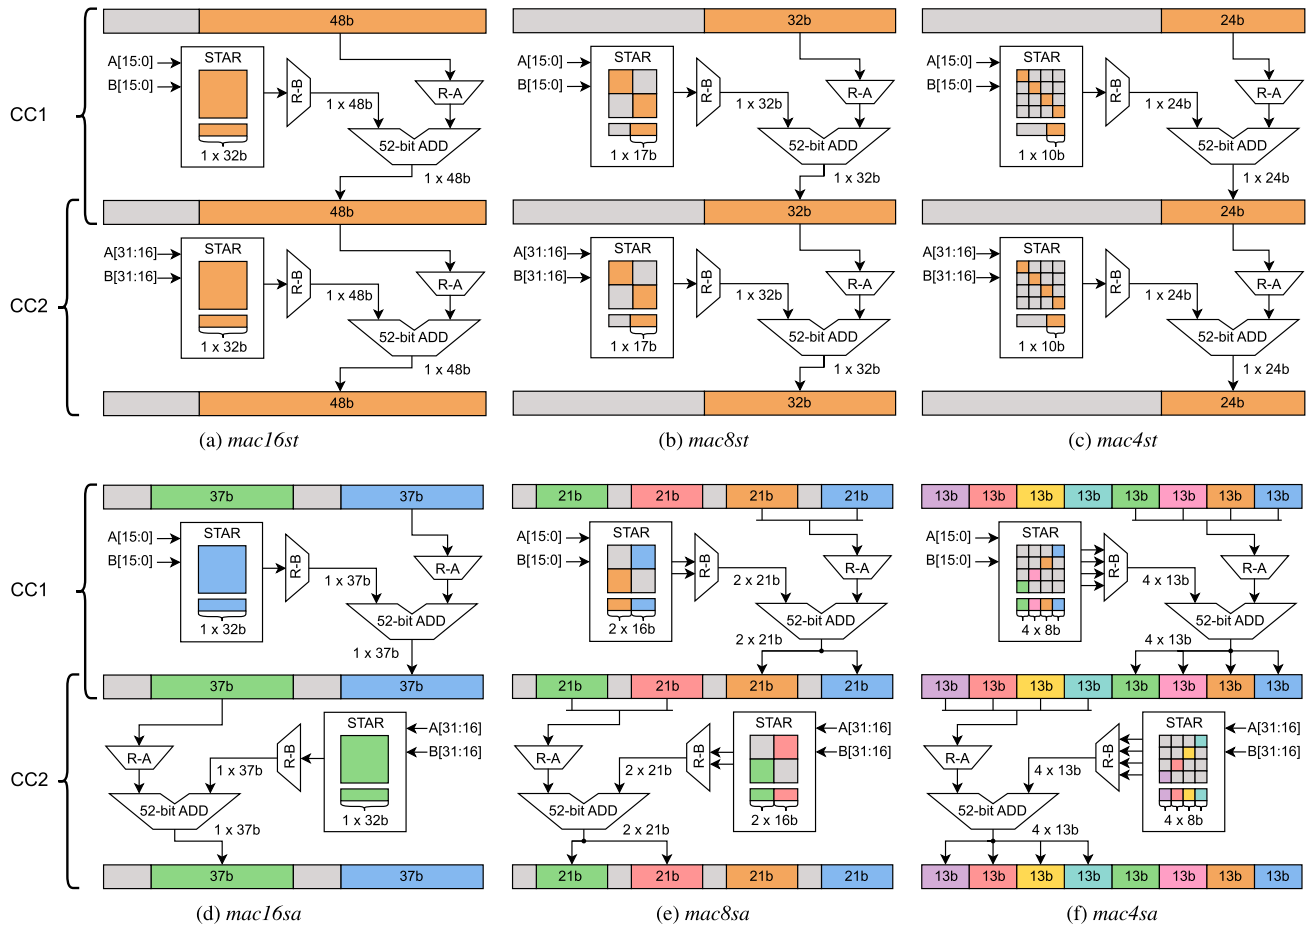 48b
32b
24b
CC1
A[15:0]
B[15:0]
STAR
1 x 32b
R-B
1 x 48b
R-A
52-bit ADD
1 x 48b
A[15:0]
B[15:0]
STAR
1 x 17b
R-B
1 x 32b
R-A
52-bit ADD
1 x 32b
A[15:0]
B[15:0]
STAR
1 x 10b
R-B
1 x 24b
R-A
52-bit ADD
1 x 24b
48b
32b
24b
CC2
A[31:16]
B[31:16]
STAR
1 x 32b
R-B
1 x 48b
R-A
52-bit ADD
1 x 48b
A[31:16]
B[31:16]
STAR
1 x 17b
R-B
1 x 32b
R-A
52-bit ADD
1 x 32b
A[31:16]
B[31:16]
STAR
1 x 10b
R-B
1 x 24b
R-A
52-bit ADD
1 x 24b
48b
32b
24b
(a) mac16st
(b) mac8st
(c) mac4st
37b 37b
21b 21b 21b 21b
13b 13b 13b 13b 13b 13b 13b 13b
CC1
A[15:0]
B[15:0]
STAR
1 x 32b
R-B
1 x 37b
R-A
52-bit ADD
1 x 37b
A[15:0]
B[15:0]
STAR
2 x 16b
R-B
2 x 21b
R-A
52-bit ADD
2 x 21b
A[15:0]
B[15:0]
STAR
4 x 8b
R-B
4 x 13b
R-A
52-bit ADD
4 x 13b
37b 37b
21b 21b 21b 21b
13b 13b 13b 13b 13b 13b 13b 13b
CC2
R-A
52-bit ADD
1 x 37b
1 x 37b
R-B
STAR
1 x 32b
A[31:16]
B[31:16]
R-A
52-bit ADD
2 x 21b
2 x 21b
R-B
STAR
2 x 16b
A[31:16]
B[31:16]
R-A
52-bit ADD
4 x 13b
4 x 13b
R-B
STAR
4 x 8b
A[31:16]
B[31:16]
37b 37b
21b 21b 21b 21b
13b 13b 13b 13b 13b 13b 13b 13b
(d) mac16sa
(e) mac8sa
(f) mac4sa